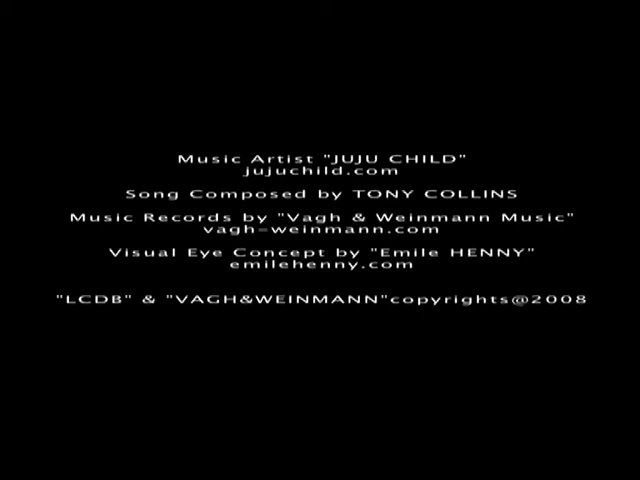 Music Artist "JUJU CHILD"
jujuchild.com
Song Composed by TONY COLLINS
Music Records by "Vagh & Weinmann Music"
vagh-weinmann.com
Visual Eye Concept by "Emile HENNY"
emilehenny.com
"LCDB" & "VAGH&WEINMANN"copyrights@2008